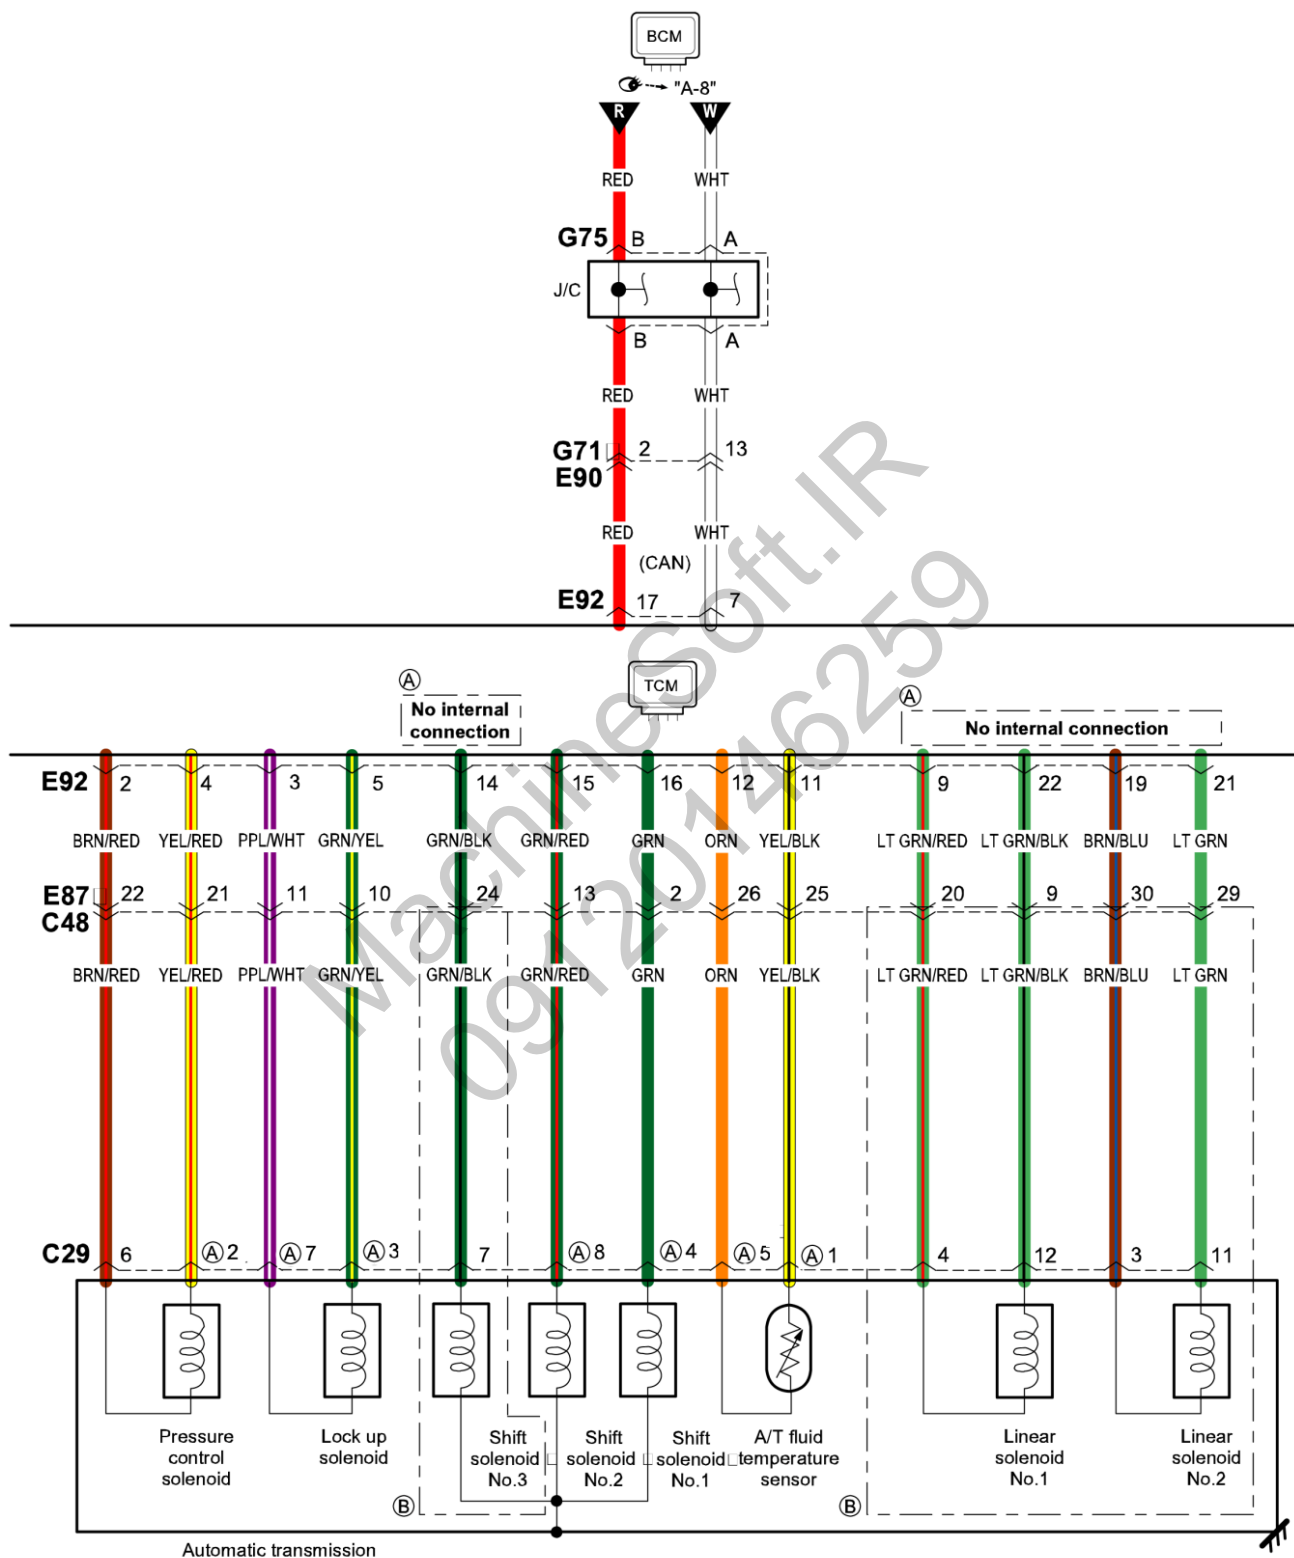 BCM
"A-8"
R W
RED WHT
G75 B A
J/C
B A
RED WHT
G71 2 13
E90
RED WHT
(CAN)
E92 17 7
TCM
A A
No internal
connection
No internal connection
E92 2 4 3 5 14 15 16 12 11 9 22 19 21
BRN/RED YEL/RED PPL/WHT GRN/YEL GRN/BLK GRN/RED GRN ORN YEL/BLK LT GRN/RED LT GRN/BLK BRN/BLU LT GRN
E87 22 21 11 10 24 13 2 26 25 20 9 30 29
C48
BRN/RED YEL/RED PPL/WHT GRN/YEL GRN/BLK GRN/RED GRN ORN YEL/BLK LT GRN/RED LT GRN/BLK BRN/BLU LT GRN
C29 6 A 2 A 7 A 3 7 A 8 A 4 A 5 A 1 4 12 3 11
Pressure
control
solenoid
Lock up
solenoid
Shift
solenoid
No.3
Shift
solenoid
No.2
Shift
solenoid
No.1
A/T fluid
temperature
sensor
Linear
solenoid
No.1
Linear
solenoid
No.2
B B
Automatic transmission
MachineSoft.IR
09120146259